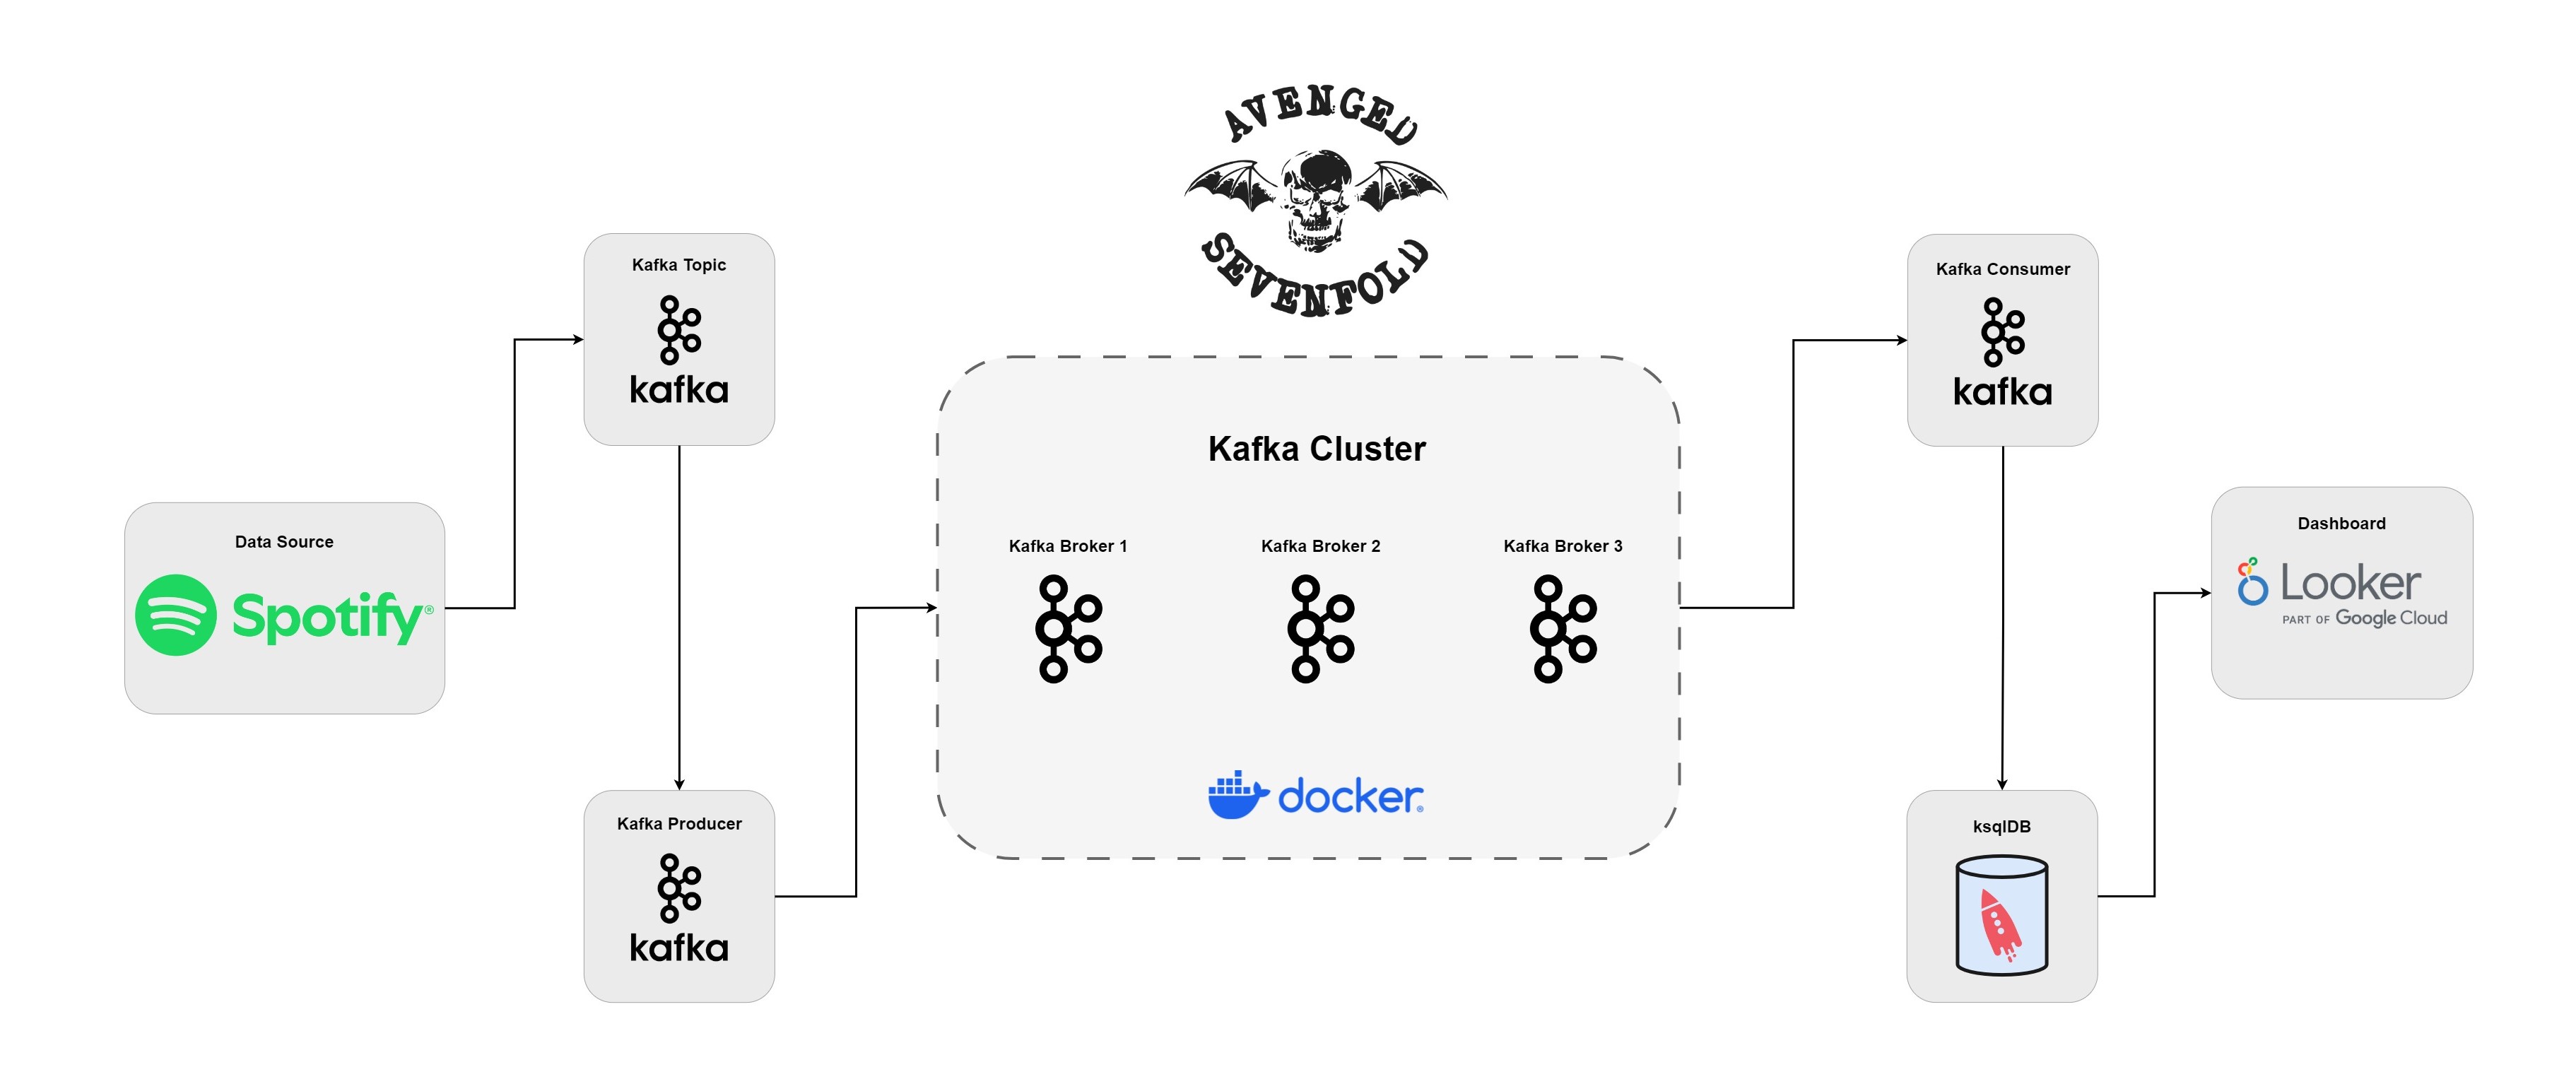 AVENGED
SEVENFOLD
Kafka Topic
kafka
Kafka Consumer
kafka
Kafka Cluster
Data Source
Spotify®
Kafka Broker 1
Kafka Broker 2
Kafka Broker 3
Dashboard
Looker
PART OF Google Cloud
docker®
Kafka Producer
kafka
ksqlDB